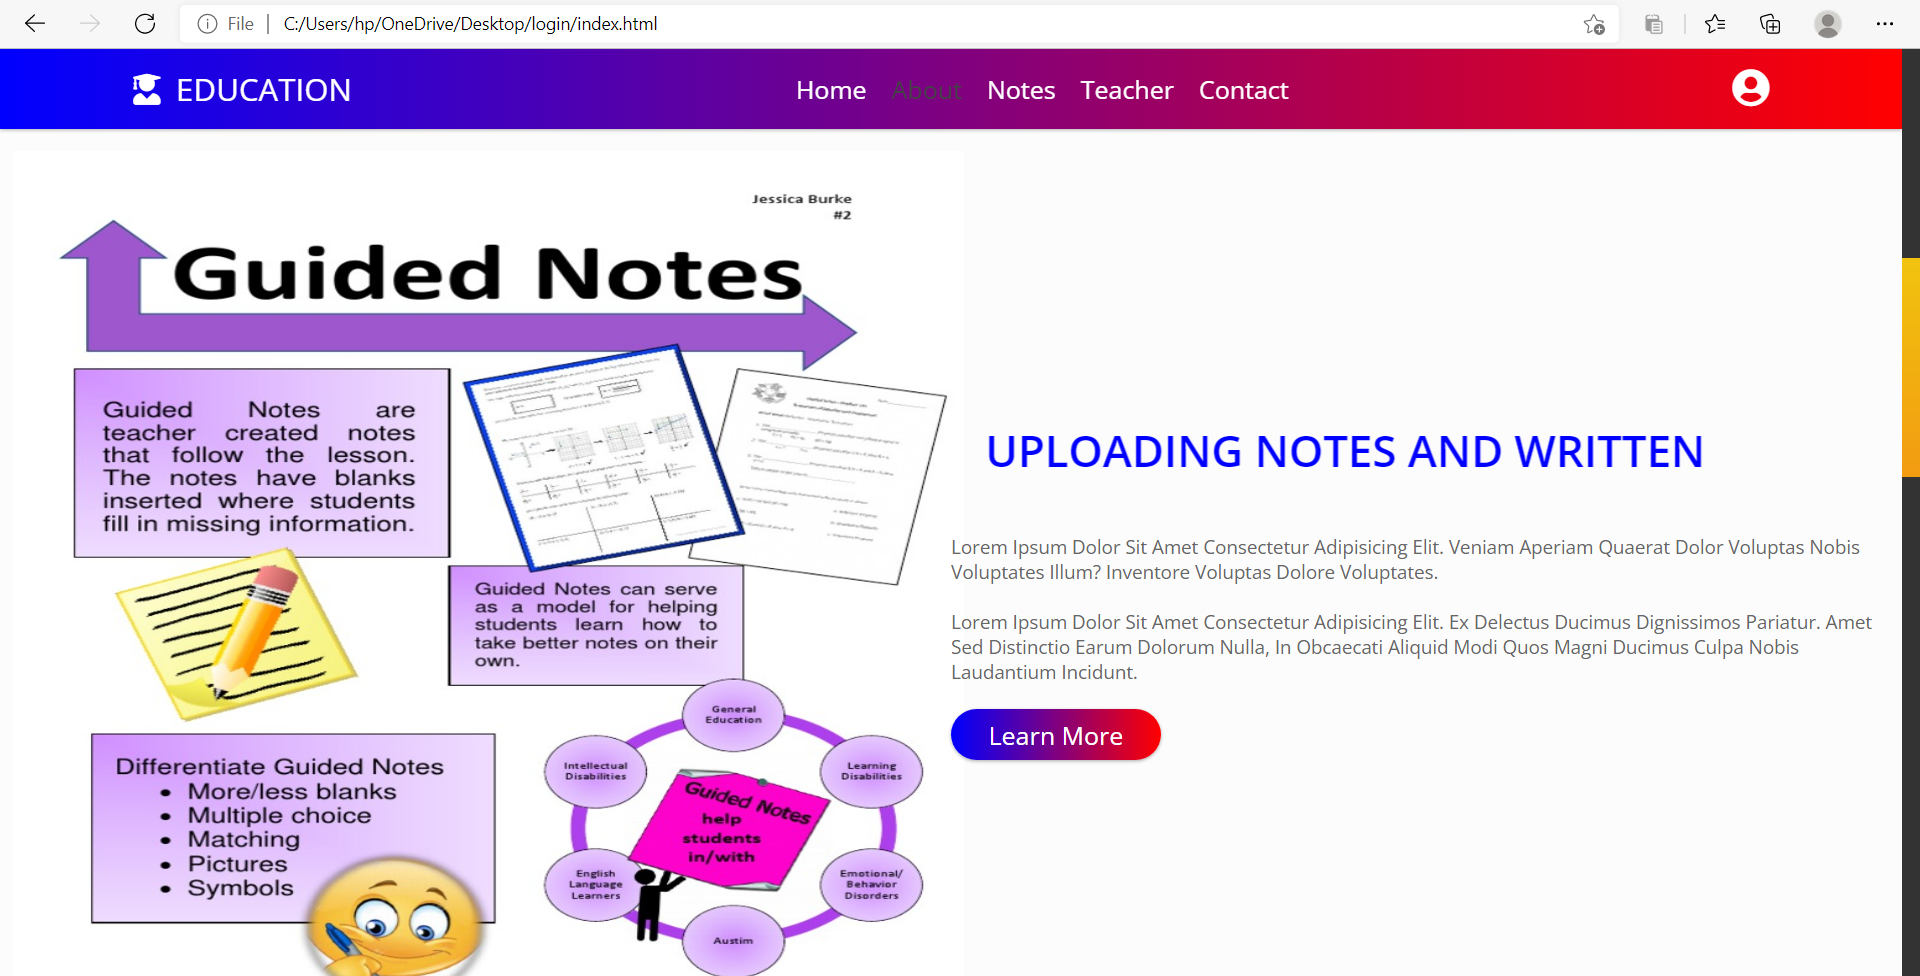 File | C:/Users/hp/OneDrive/Desktop/login/index.html
EDUCATION
Home About Notes Teacher Contact
Jessica Burke
#2
Guided Notes
Guided Notes are
teacher created notes
that follow the lesson.
The notes have blanks
inserted where students
fill in missing information.
Guided Notes can serve
as a model for helping
students learn how to
take better notes on their
own.
Differentiate Guided Notes
• More/less blanks
• Multiple choice
• Matching
• Pictures
• Symbols
General
Education
Intellectual
Disabilities
Learning
Disabilities
Guided Notes
help
students
in/with
English
Language
Learners
Emotional/
Behavior
Disorders
Austim
UPLOADING NOTES AND WRITTEN
Lorem Ipsum Dolor Sit Amet Consectetur Adipisicing Elit. Veniam Aperiam Quaerat Dolor Voluptas Nobis
Voluptates Illum? Inventore Voluptas Dolore Voluptates.
Lorem Ipsum Dolor Sit Amet Consectetur Adipisicing Elit. Ex Delectus Ducimus Dignissimos Pariatur. Amet
Sed Distinctio Earum Dolorum Nulla, In Obcaecati Aliquid Modi Quos Magni Ducimus Culpa Nobis
Laudantium Incidunt.
Learn More